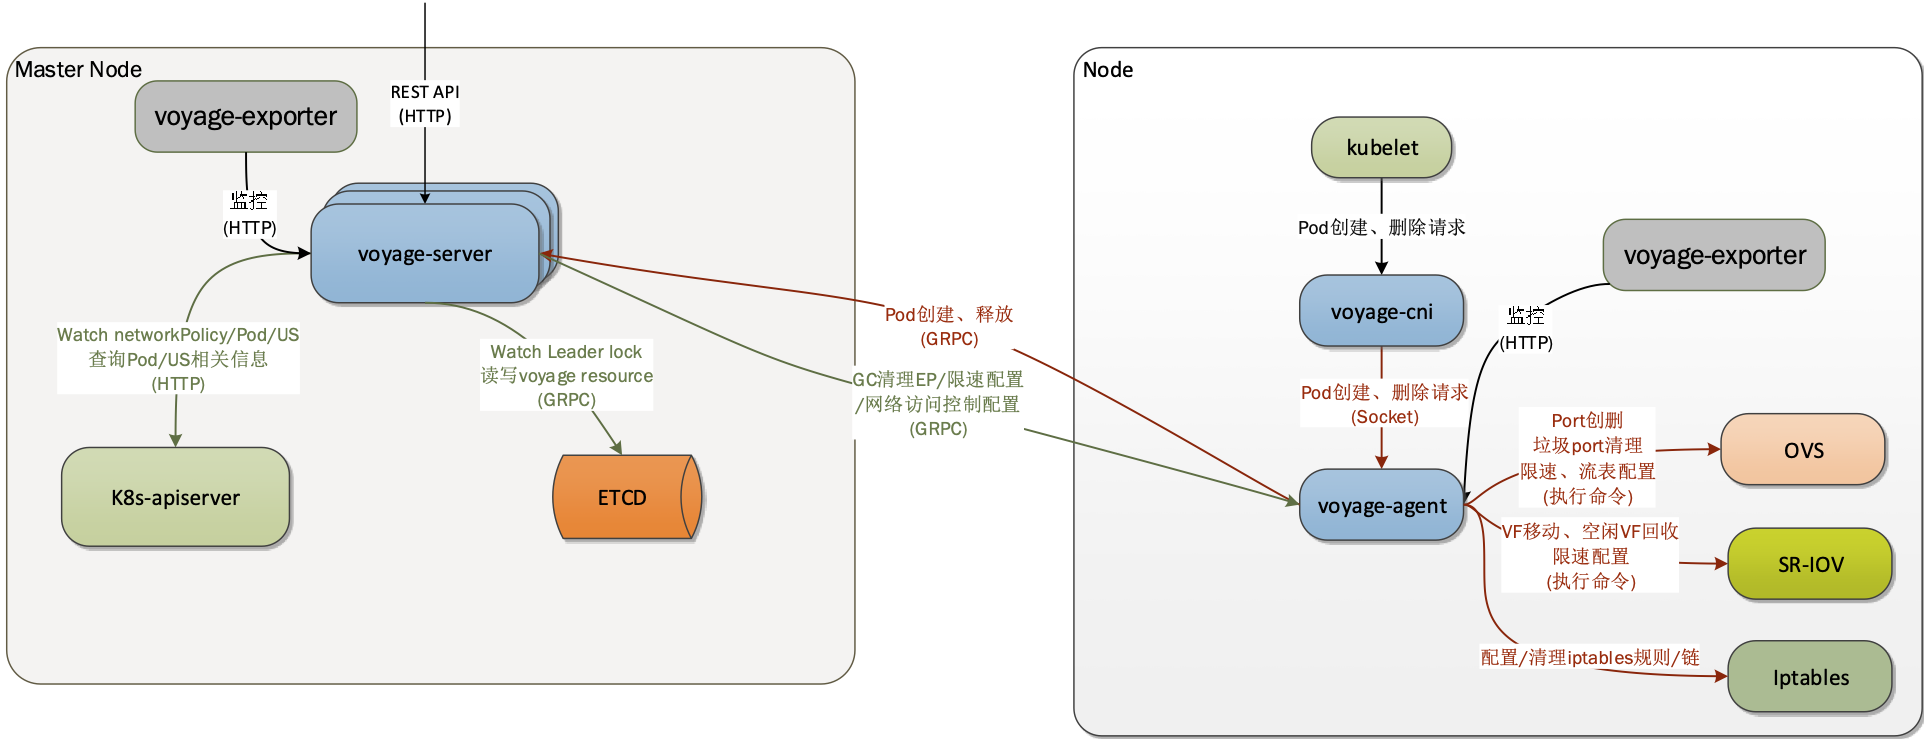 Master Node
voyage-exporter
REST API
(HTTP)
监控
(HTTP)
voyage-server
Watch networkPolicy/Pod/US
查询Pod/US相关信息
(HTTP)
Watch Leader lock
读写voyage resource
(GRPC)
K8s-apiserver
ETCD
Pod创建、释放
(GRPC)
GC清理EP/限速配置
/网络访问控制配置
(GRPC)
Node
kubelet
Pod创建、删除请求
voyage-exporter
voyage-cni
监控
(HTTP)
Pod创建、删除请求
(Socket)
voyage-agent
Port创删
垃圾port清理
限速、流表配置
(执行命令)
OVS
VF移动、空闲VF回收
限速配置
(执行命令)
SR-IOV
配置/清理iptables规则/链
Iptables